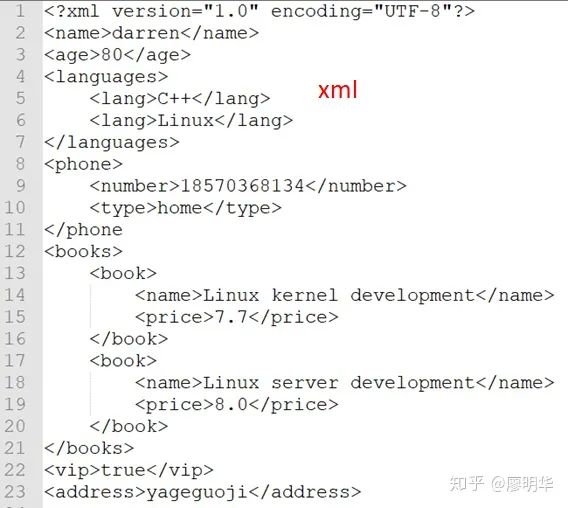 1 <?xml version="1.0" encoding="UTF-8"?>
2 <name>darren</name>
3 <age>80</age>
4 <languages>
5     <lang>C++</lang>
xml
6     <lang>Linux</lang>
7 </languages>
8 <phone>
9     <number>18570368134</number>
10     <type>home</type>
11 </phone
12 <books>
13     <book>
14         <name>Linux kernel development</name>
15         <price>7.7</price>
16     </book>
17     <book>
18         <name>Linux server development</name>
19         <price>8.0</price>
20     </book>
21 </books>
22 <vip>true</vip>
23 <address>yageguoji</address>
知乎 @廖明华